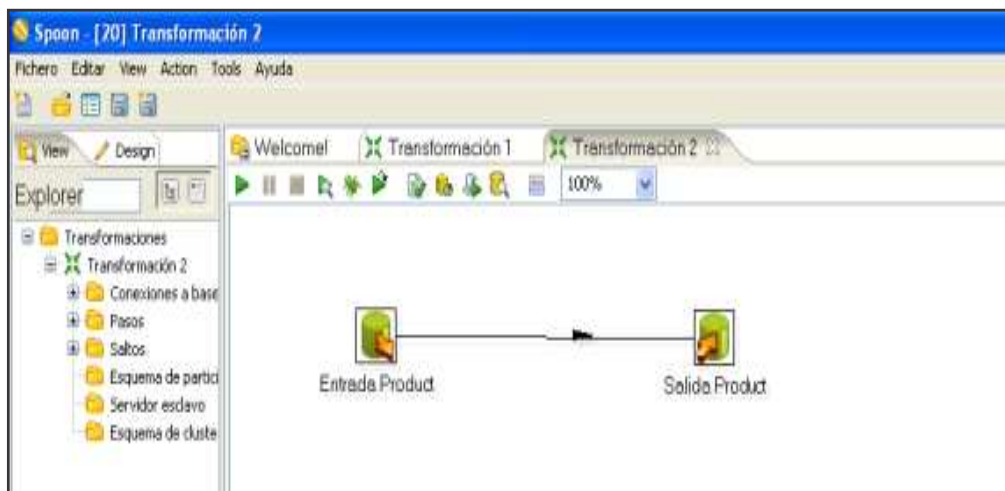 Spoon - [20] Transformación 2
Fichero Editar View Action Tools Ayuda
View Design
Welcome! Transformación 1 Transformación 2
Explorer
100%
Transformaciones
Transformación 2
Conexiones a base
Pasos
Saltos
Esquema de partici
Servidor esclavo
Esquema de cluste
Entrada Product
Salida Product